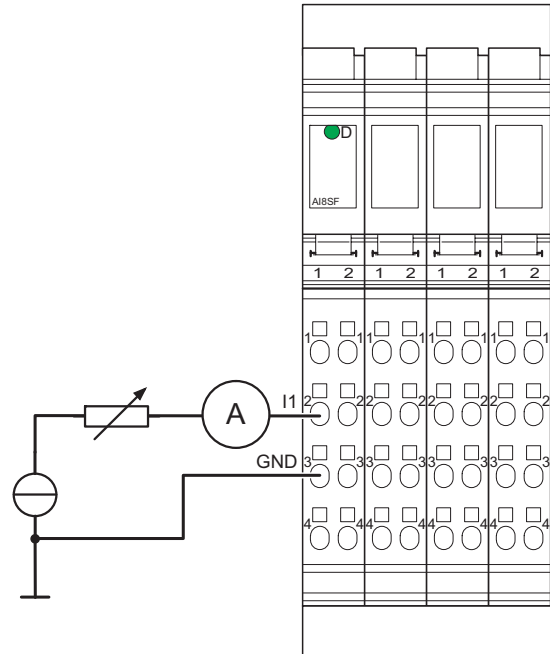 D
AI8SF
1 2 1 2 1 2 1 2
1 1 1 1 1 1 1 1
I1 2 2 2 2 2 2 2 2
A
GND 3 3 3 3 3 3 3 3
4 4 4 4 4 4 4 4